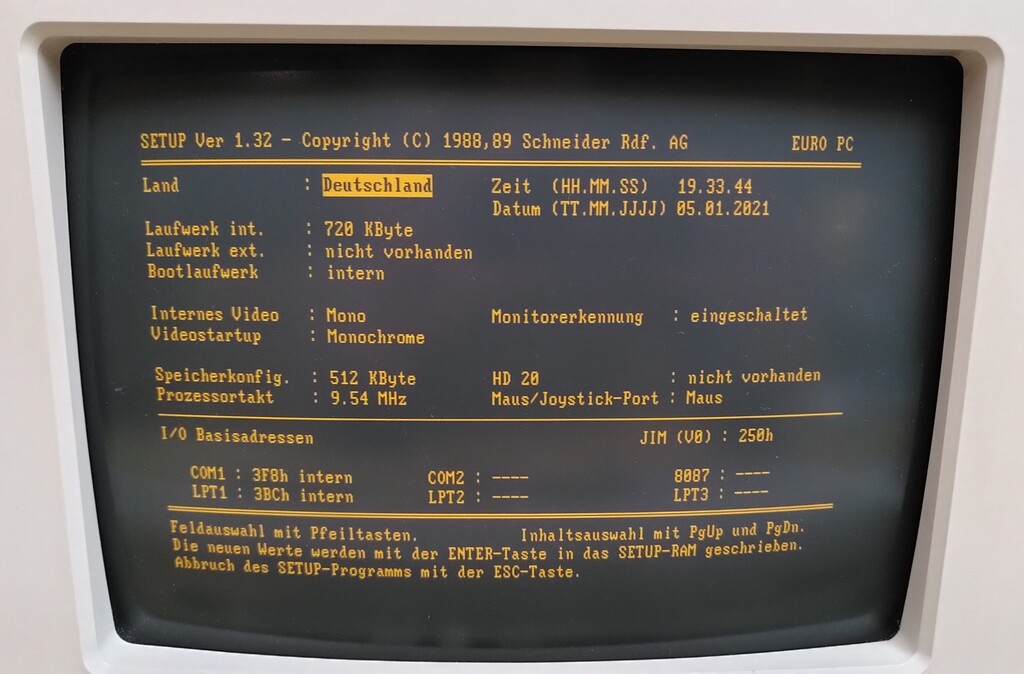 SETUP Ver 1.32 - Copyright (C) 1988,89 Schneider Rdf. AG EURO PC
Land : Deutschland Zeit (HH.MM.SS) 19.33.44
Datum (TT.MM.JJJJ) 05.01.2021
Laufwerk int. : 720 KByte
Laufwerk ext. : nicht vorhanden
Bootlaufwerk : intern
Internes Video : Mono Monitorerkennung : eingeschaltet
Videostartup : Monochrome
Speicherkonfig. : 512 KByte HD 20 : nicht vorhanden
Prozessortakt : 9.54 MHz Maus/Joystick-Port : Maus
I/O Basisadressen JIM (V0) : 250h
COM1 : 3F8h intern COM2 : ---- 8087 : ----
LPT1 : 3BCh intern LPT2 : ---- LPT3 : ----
Feldauswahl mit Pfeiltasten. Inhaltsauswahl mit PgUp und PgDn.
Die neuen Werte werden mit der ENTER-Taste in das SETUP-RAM geschrieben.
Abbruch des SETUP-Programms mit der ESC-Taste.